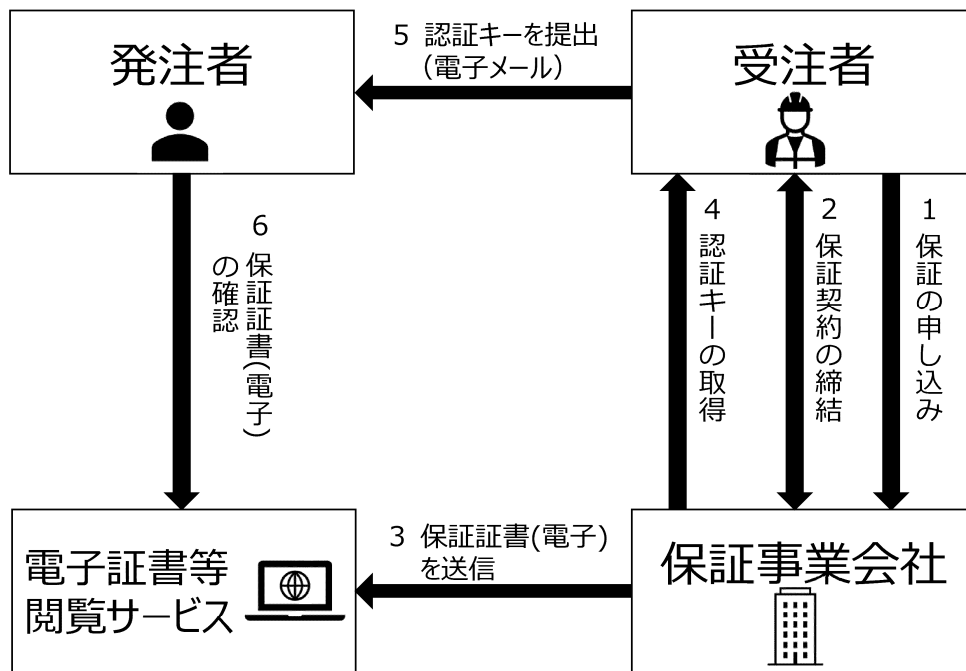 発注者
5 認証キーを提出
(電子メール)
受注者
6 保証証書(電子)
の確認
4 認証キーの取得
2 保証契約の締結
1 保証の申し込み
電子証書等
閲覧サービス
3 保証証書(電子)
を送信
保証事業会社